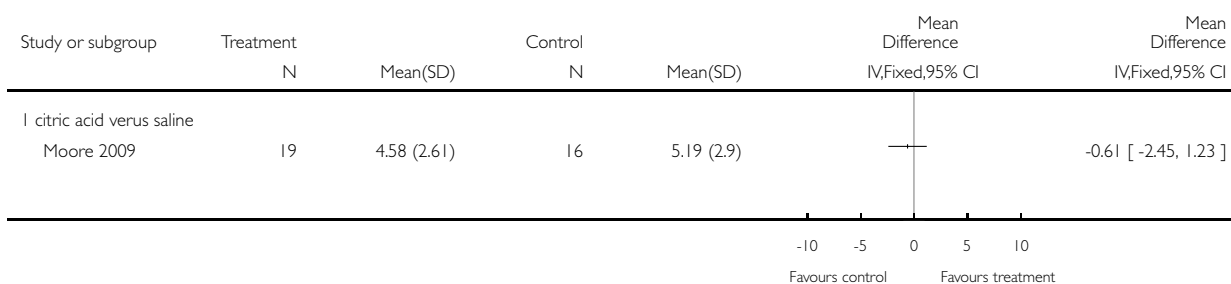 Study or subgroup Treatment Control Mean Difference Mean Difference
N Mean(SD) N Mean(SD) IV,Fixed,95% CI IV,Fixed,95% CI
1 citric acid verus saline
Moore 2009 19 4.58 (2.61) 16 5.19 (2.9) -0.61 [ -2.45, 1.23 ]
-10 -5 0 5 10
Favours control Favours treatment